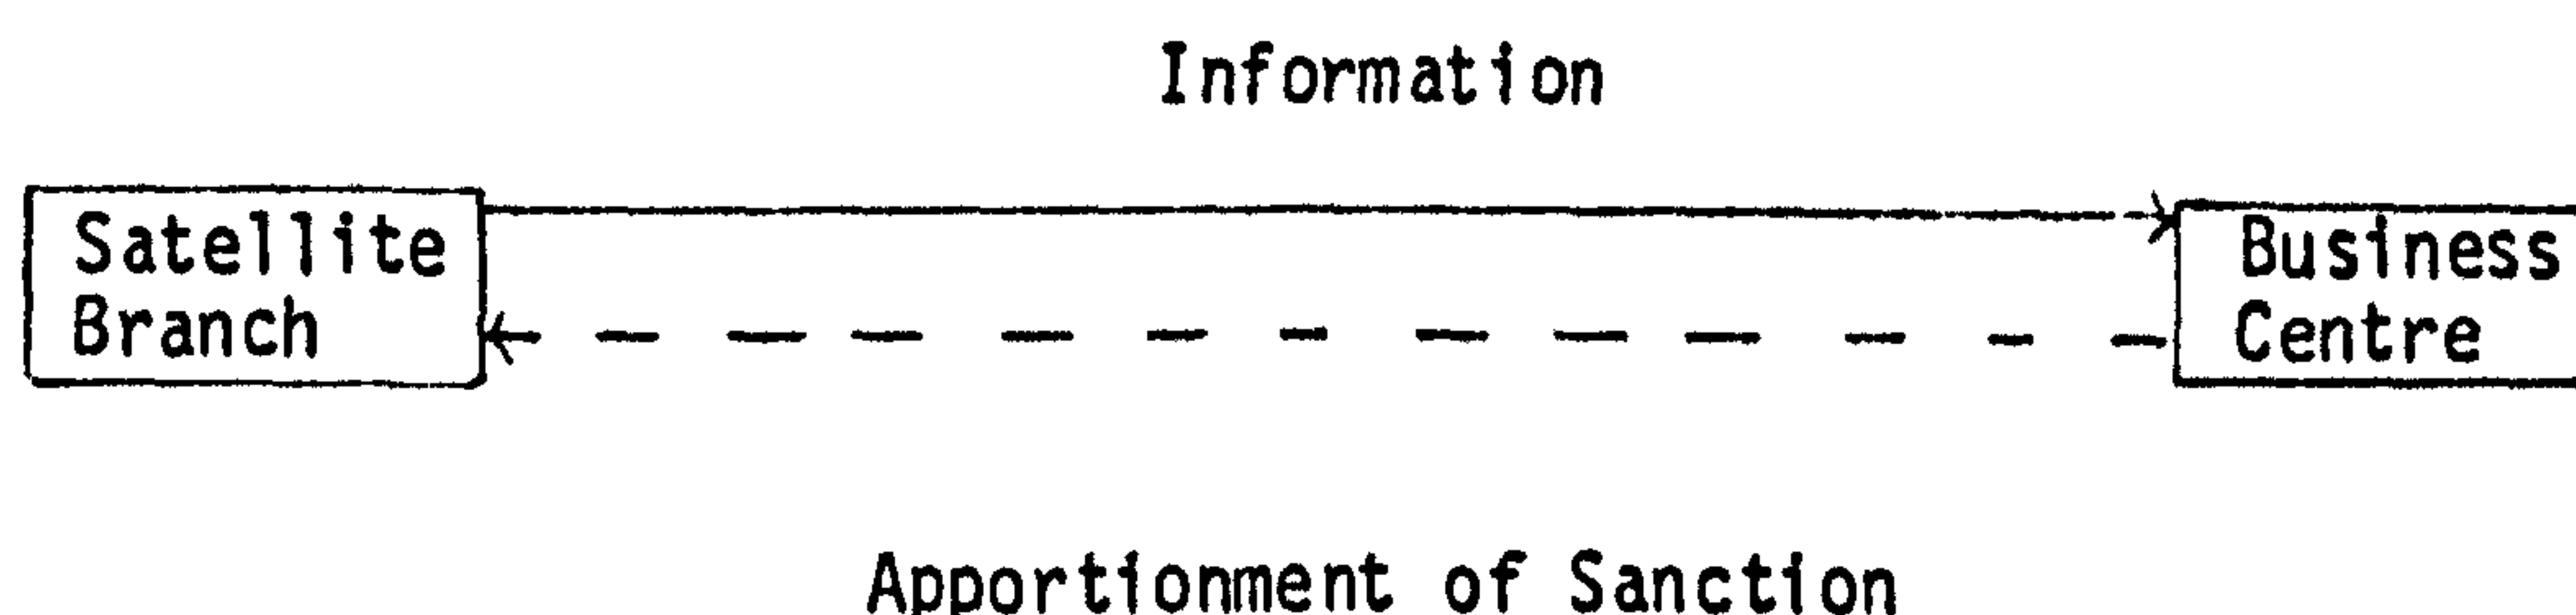 Information
Satellite
Branch
Business
Centre
Apportionment of Sanction